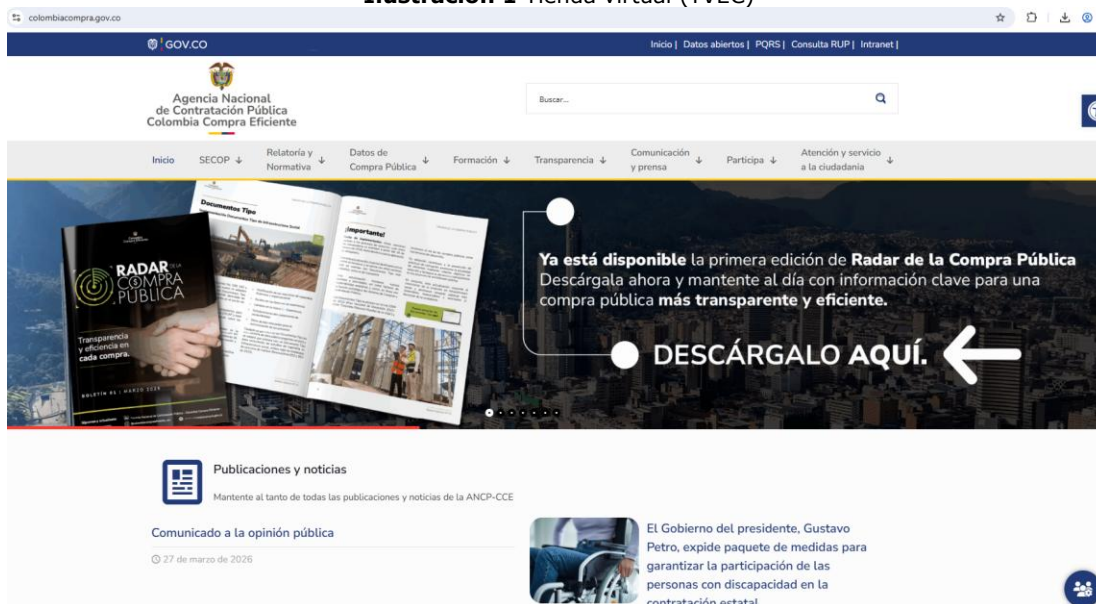 Ilustración 1 Tienda Virtual (TVEC)
colombiacompra.gov.co
GOV.CO
Inicio | Datos abiertos | PQRS | Consulta RUP | Intranet |
Agencia Nacional
de Contratación Pública
Colombia Compra Eficiente
Buscar...
Inicio
SECOP
Relatoría y
Normativa
Datos de
Compra Pública
Formación
Transparencia
Comunicación
y prensa
Participa
Atención y servicio
a la ciudadanía
Documentos Tipo
¡Importante!
RADAR DE LA
COMPRA
PÚBLICA
Transparencia
y eficiencia en
cada compra.
BOLETÍN 01 | MARZO 2026
Ya está disponible la primera edición de Radar de la Compra Pública
Descárgala ahora y mantente al día con información clave para una
compra pública más transparente y eficiente.
DESCÁRGALO AQUÍ.
Publicaciones y noticias
Mantente al tanto de todas las publicaciones y noticias de la ANCP-CCE
Comunicado a la opinión pública
27 de marzo de 2026
El Gobierno del presidente, Gustavo
Petro, expide paquete de medidas para
garantizar la participación de las
personas con discapacidad en la
contratación estatal